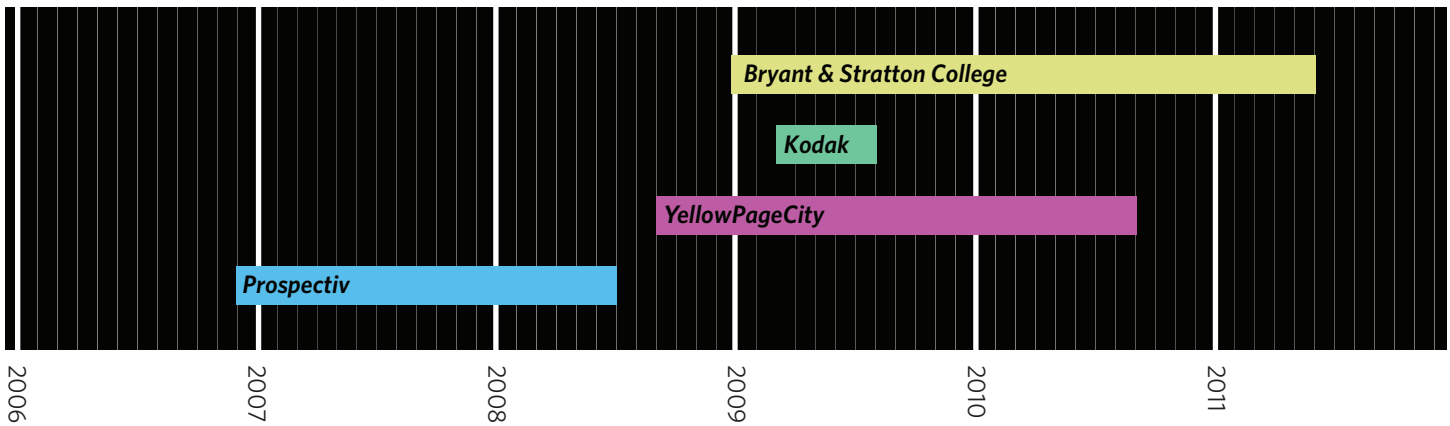 Bryant & Stratton College
Kodak
YellowPageCity
Prospectiv
2006
2007
2008
2009
2010
2011